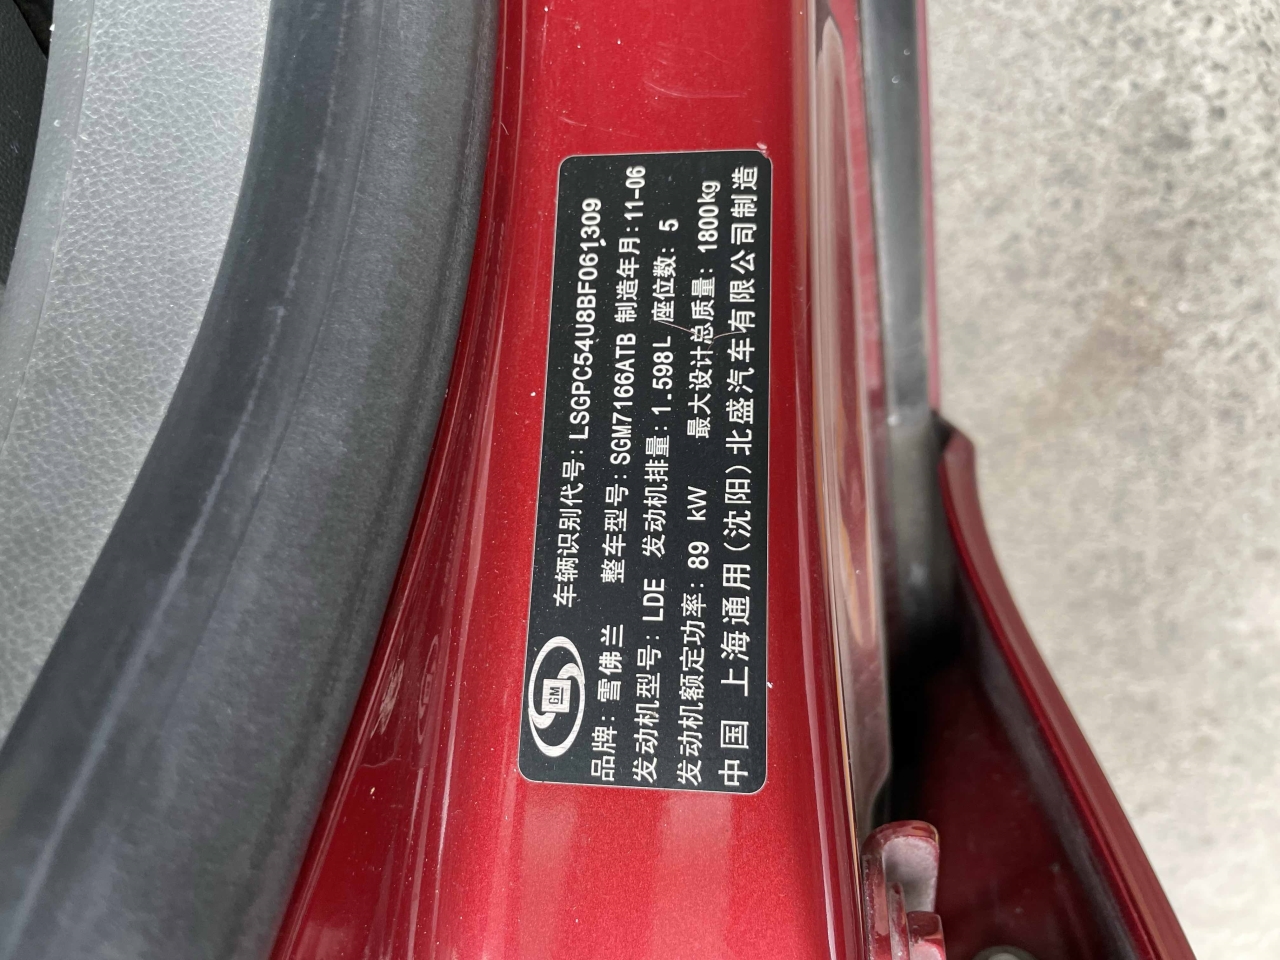 GM
车辆识别代号: LSGPC54U8BF061309
品牌: 雪佛兰 整车型号: SGM7166ATB 制造年月: 11-06
发动机型号: LDE 发动机排量: 1.598L 座位数: 5
发动机额定功率: 89 kW 最大设计总质量: 1800kg
中国 上海通用(沈阳)北盛汽车有限公司制造